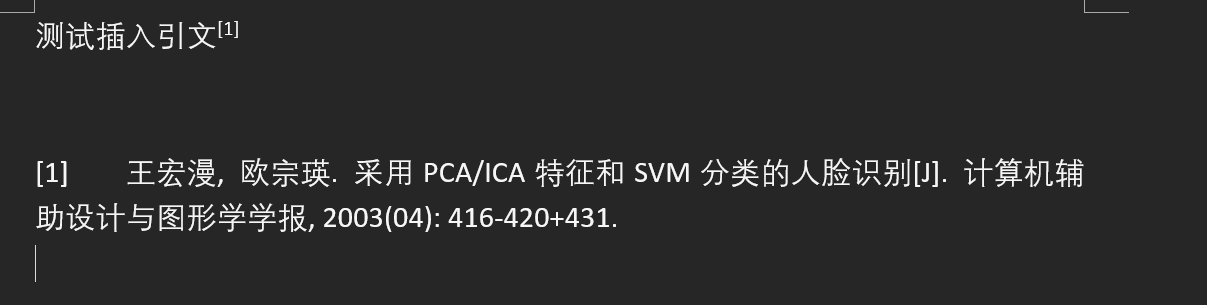 测试插入引文[1]
[1] 王宏漫, 欧宗瑛. 采用 PCA/ICA 特征和 SVM 分类的人脸识别[J]. 计算机辅
助设计与图形学学报, 2003(04): 416-420+431.